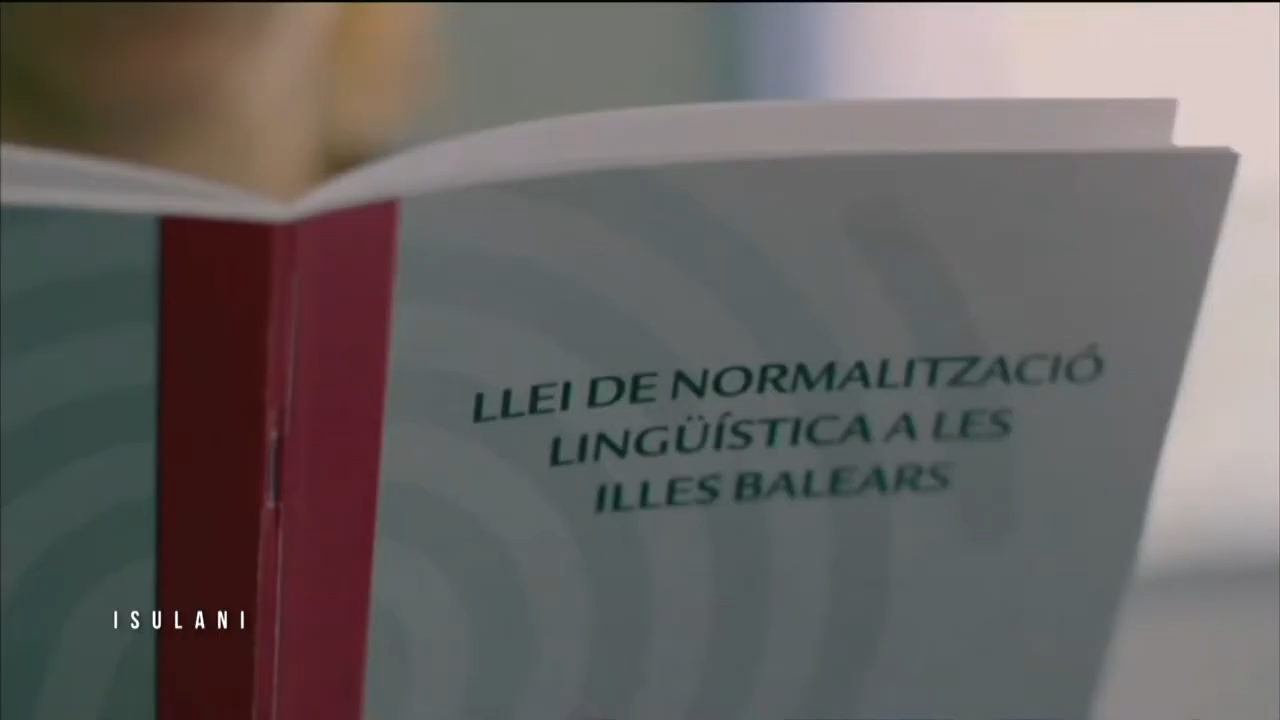 LLEI DE NORMALITZACIÓ
LINGÜÍSTICA A LES
ILLES BALEARS
ISULANI